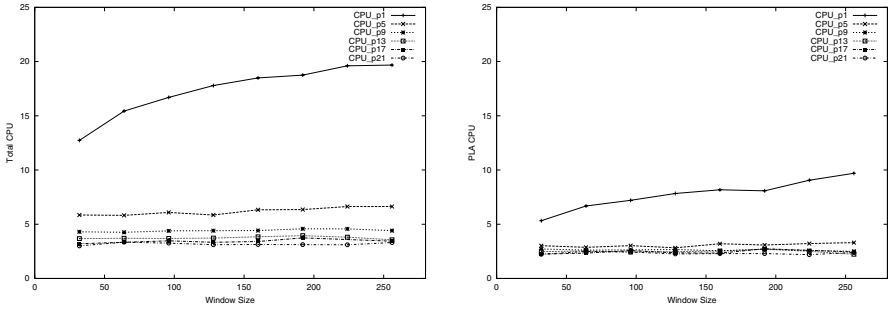 25
20
15
10
5
0
Total CPU
0
50
100
150
200
250
Window Size
CPU_p1
CPU_p5
CPU_p9
CPU_p13
CPU_p17
CPU_p21
25
20
15
10
5
0
PLA CPU
0
50
100
150
200
250
Window Size
CPU_p1
CPU_p5
CPU_p9
CPU_p13
CPU_p17
CPU_p21